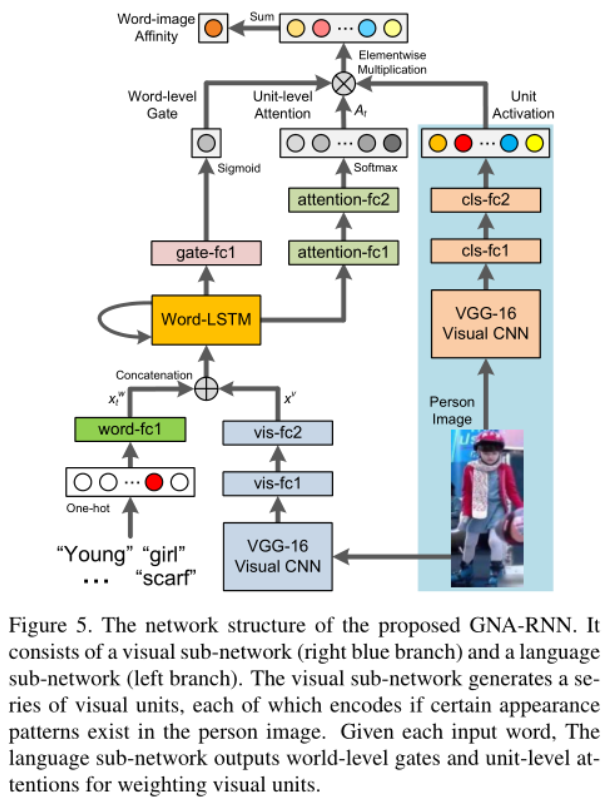 Word-image
Affinity
Sum
Elementwise
Multiplication
Word-level
Gate
Unit-level
Attention
A_t
Unit
Activation
Sigmoid
Softmax
attention-fc2
cls-fc2
gate-fc1
attention-fc1
cls-fc1
Word-LSTM
VGG-16
Visual CNN
Concatenation
x_t^w
x^v
Person
Image
word-fc1
vis-fc2
vis-fc1
One-hot
VGG-16
Visual CNN
"Young" "girl"
... "scarf"
Figure 5. The network structure of the proposed GNA-RNN. It
consists of a visual sub-network (right blue branch) and a language
sub-network (left branch). The visual sub-network generates a se-
ries of visual units, each of which encodes if certain appearance
patterns exist in the person image. Given each input word, The
language sub-network outputs world-level gates and unit-level at-
tentions for weighting visual units.